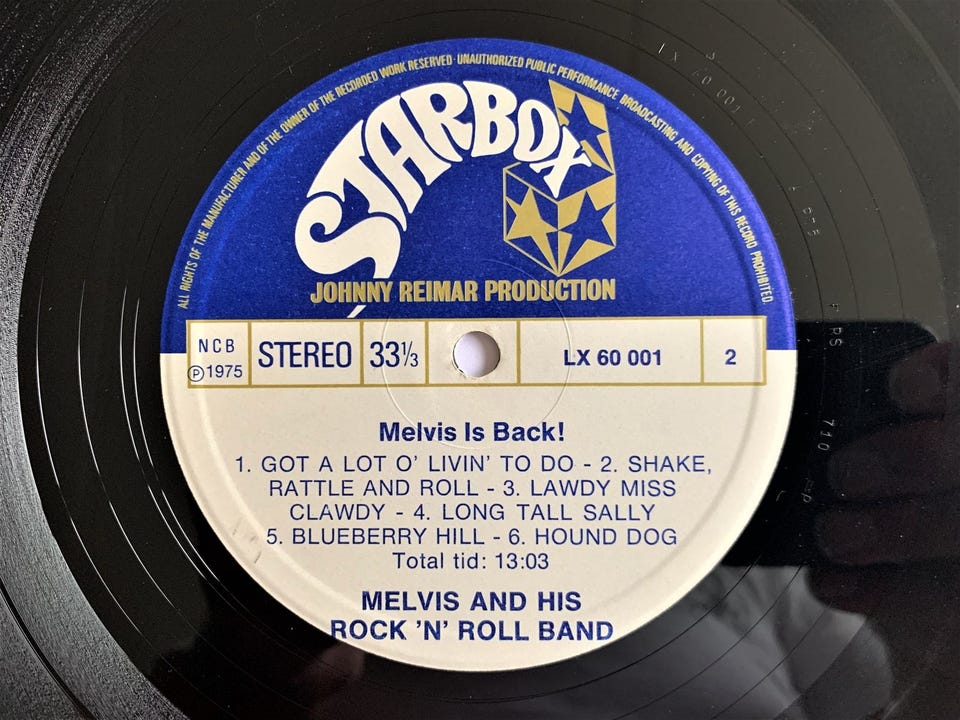 ALL RIGHTS OF THE MANUFACTURER AND OF THE OWNER OF THE RECORDED WORK RESERVED · UNAUTHORIZED PUBLIC PERFORMANCE BROADCASTING AND COPYING OF THIS RECORD PROHIBITED.
STARBOX
JOHNNY REIMAR PRODUCTION
NCB
℗1975
STEREO
33⅓
LX 60 001
2
Melvis Is Back!
1. GOT A LOT O' LIVIN' TO DO - 2. SHAKE,
RATTLE AND ROLL - 3. LAWDY MISS
CLAWDY - 4. LONG TALL SALLY
5. BLUEBERRY HILL - 6. HOUND DOG
Total tid: 13:03
MELVIS AND HIS
ROCK 'N' ROLL BAND